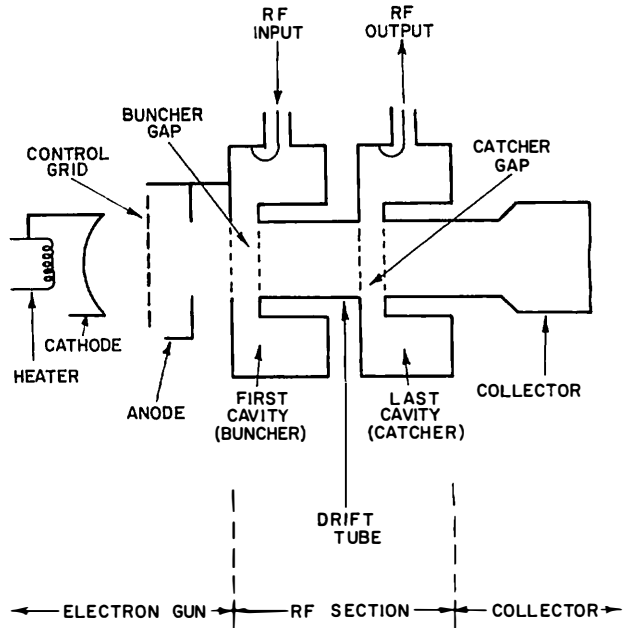 RF
INPUT
RF
OUTPUT
BUNCHER
GAP
CONTROL
GRID
CATCHER
GAP
CATHODE
HEATER
ANODE
FIRST
CAVITY
(BUNCHER)
LAST
CAVITY
(CATCHER)
COLLECTOR
DRIFT
TUBE
ELECTRON GUN
RF SECTION
COLLECTOR